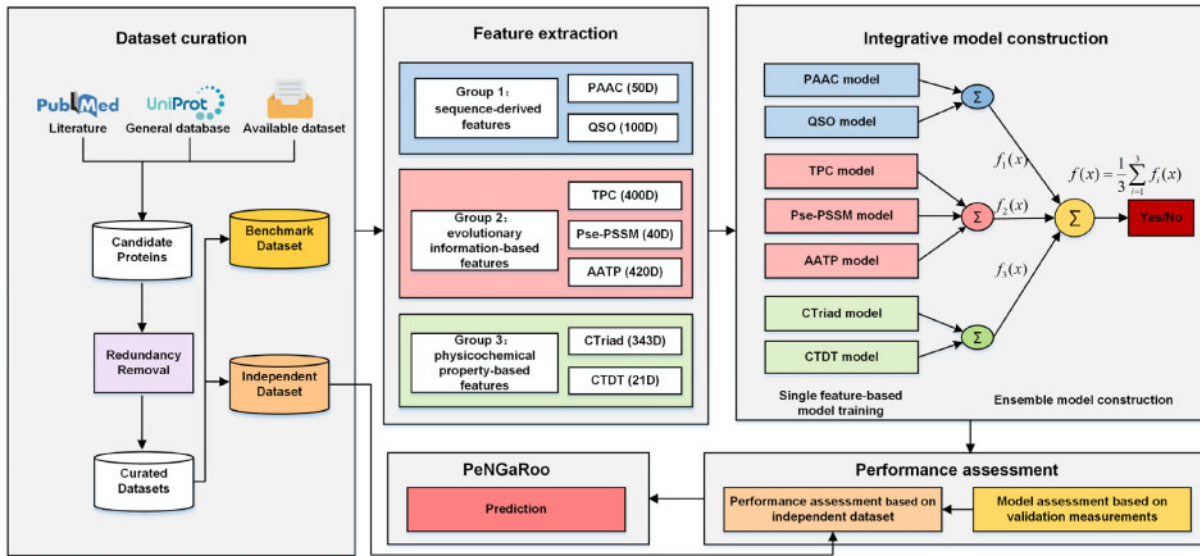 Dataset curation
PubMed
UniProt
Literature
General database
Available dataset
Candidate
Proteins
Benchmark
Dataset
Redundancy
Removal
Independent
Dataset
Curated
Datasets
Feature extraction
Group 1:
sequence-derived
features
PAAC (50D)
QSO (100D)
Group 2:
evolutionary
information-based
features
TPC (400D)
Pse-PSSM (40D)
AATP (420D)
Group 3:
physicochemical
property-based
features
CTriad (343D)
CTDT (21D)
Integrative model construction
PAAC model
QSO model
Σ
TPC model
Pse-PSSM model
AATP model
Σ
CTriad model
CTDT model
Σ
f₁(x)
f₂(x)
f₃(x)
Σ
f(x) = 1/3 ∑³ᵢ₌₁ fᵢ(x)
Yes/No
Single feature-based
model training
Ensemble model construction
PeNGaRoo
Prediction
Performance assessment
Performance assessment based on
independent dataset
Model assessment based on
validation measurements